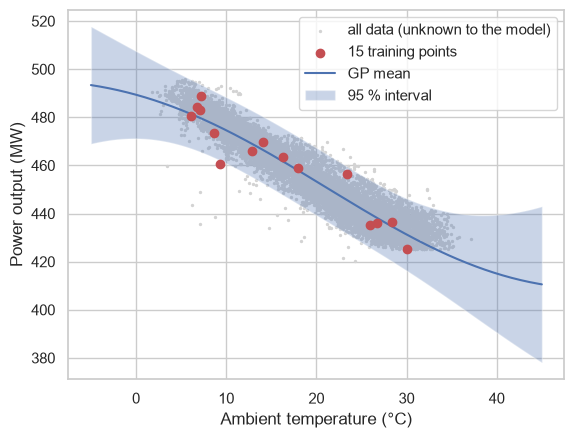 520
500
480
460
440
420
400
380
0
10
20
30
40
Power output (MW)
Ambient temperature (°C)
all data (unknown to the model)
15 training points
GP mean
95 % interval